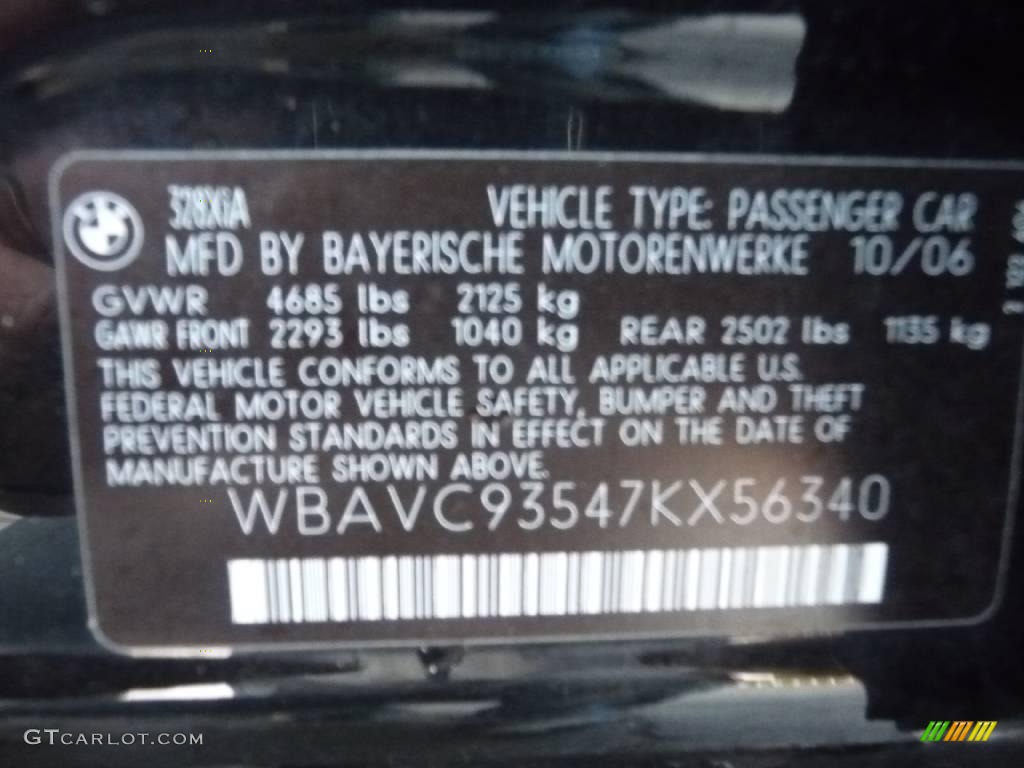 328XiA VEHICLE TYPE: PASSENGER CAR
MFD BY BAYERISCHE MOTORENWERKE 10/06
GVWR 4685 lbs 2125 kg
GAWR FRONT 2293 lbs 1040 kg REAR 2502 lbs 1135 kg
THIS VEHICLE CONFORMS TO ALL APPLICABLE U.S.
FEDERAL MOTOR VEHICLE SAFETY, BUMPER AND THEFT
PREVENTION STANDARDS IN EFFECT ON THE DATE OF
MANUFACTURE SHOWN ABOVE.
WBAVC93547KX56340
GTCARLOT.COM